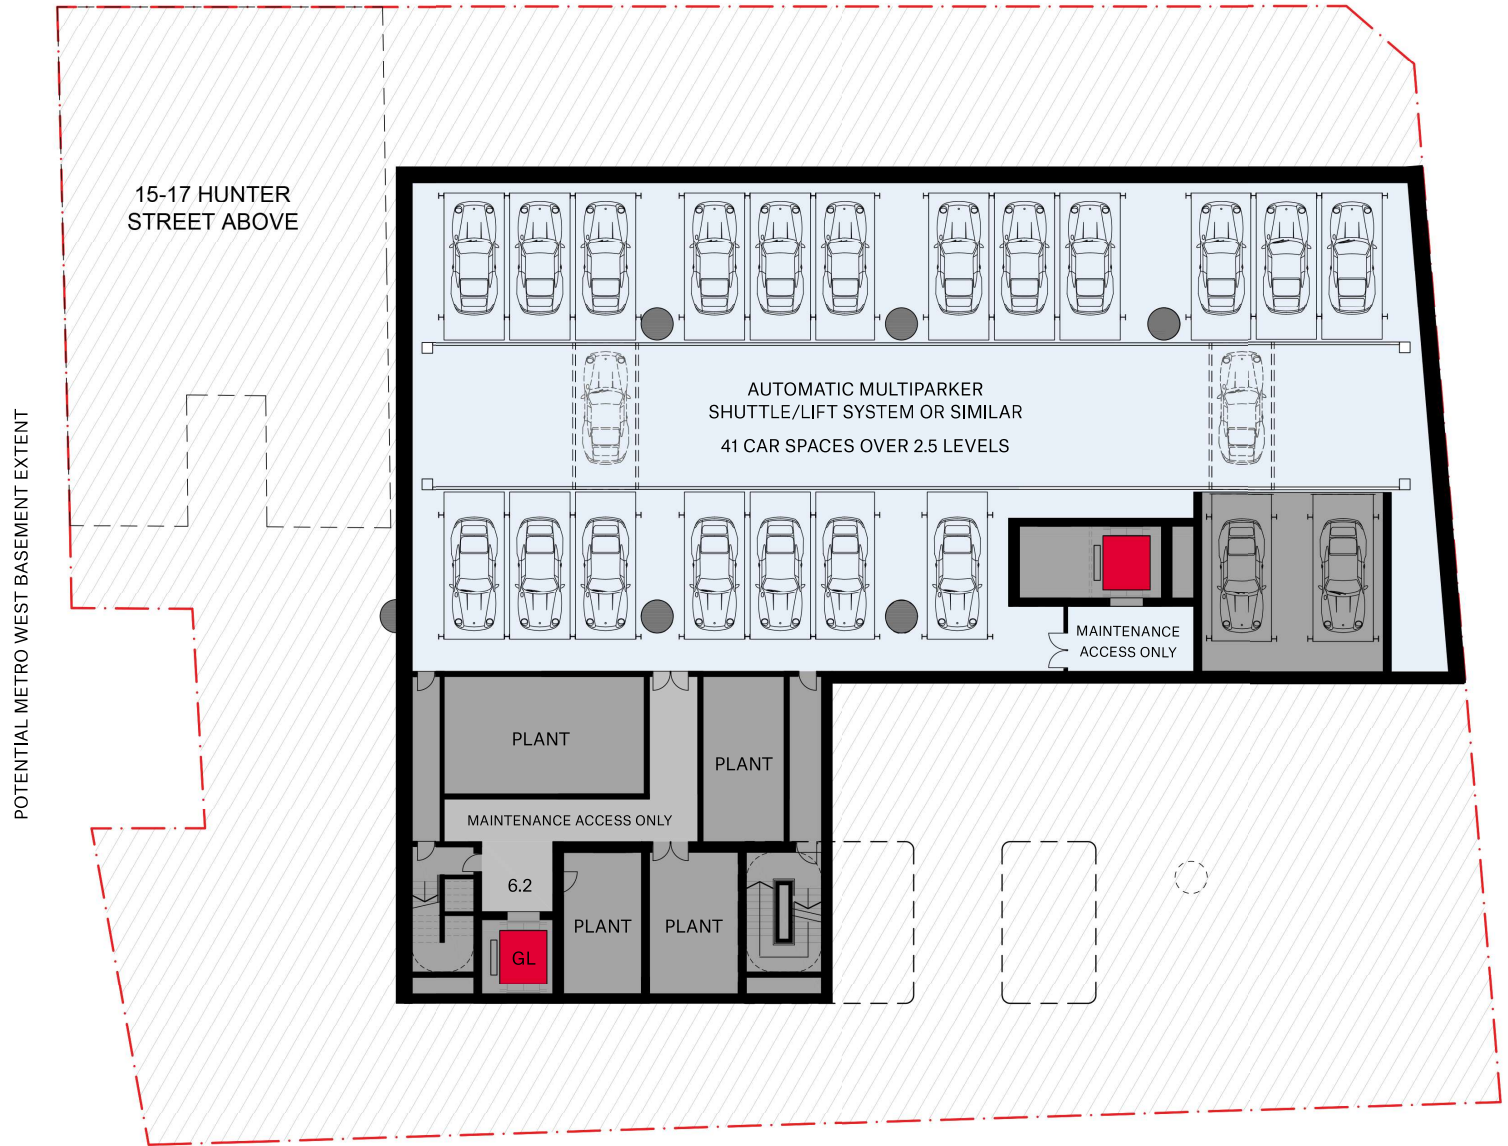 15-17 HUNTER
STREET ABOVE
AUTOMATIC MULTIPARKER
SHUTTLE/LIFT SYSTEM OR SIMILAR
41 CAR SPACES OVER 2.5 LEVELS
POTENTIAL METRO WEST BASEMENT EXTENT
MAINTENANCE
ACCESS ONLY
PLANT
PLANT
MAINTENANCE ACCESS ONLY
6.2
PLANT
PLANT
GL